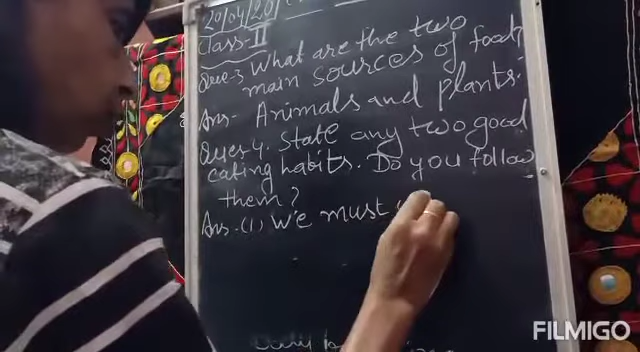 20/04/20
Class-II
Que-3 What are the two
main sources of food?
Ans- Animals and plants.
Ques 4. State any two good
eating habits. Do you follow
them?
Ans. (1) We must
FILMIGO